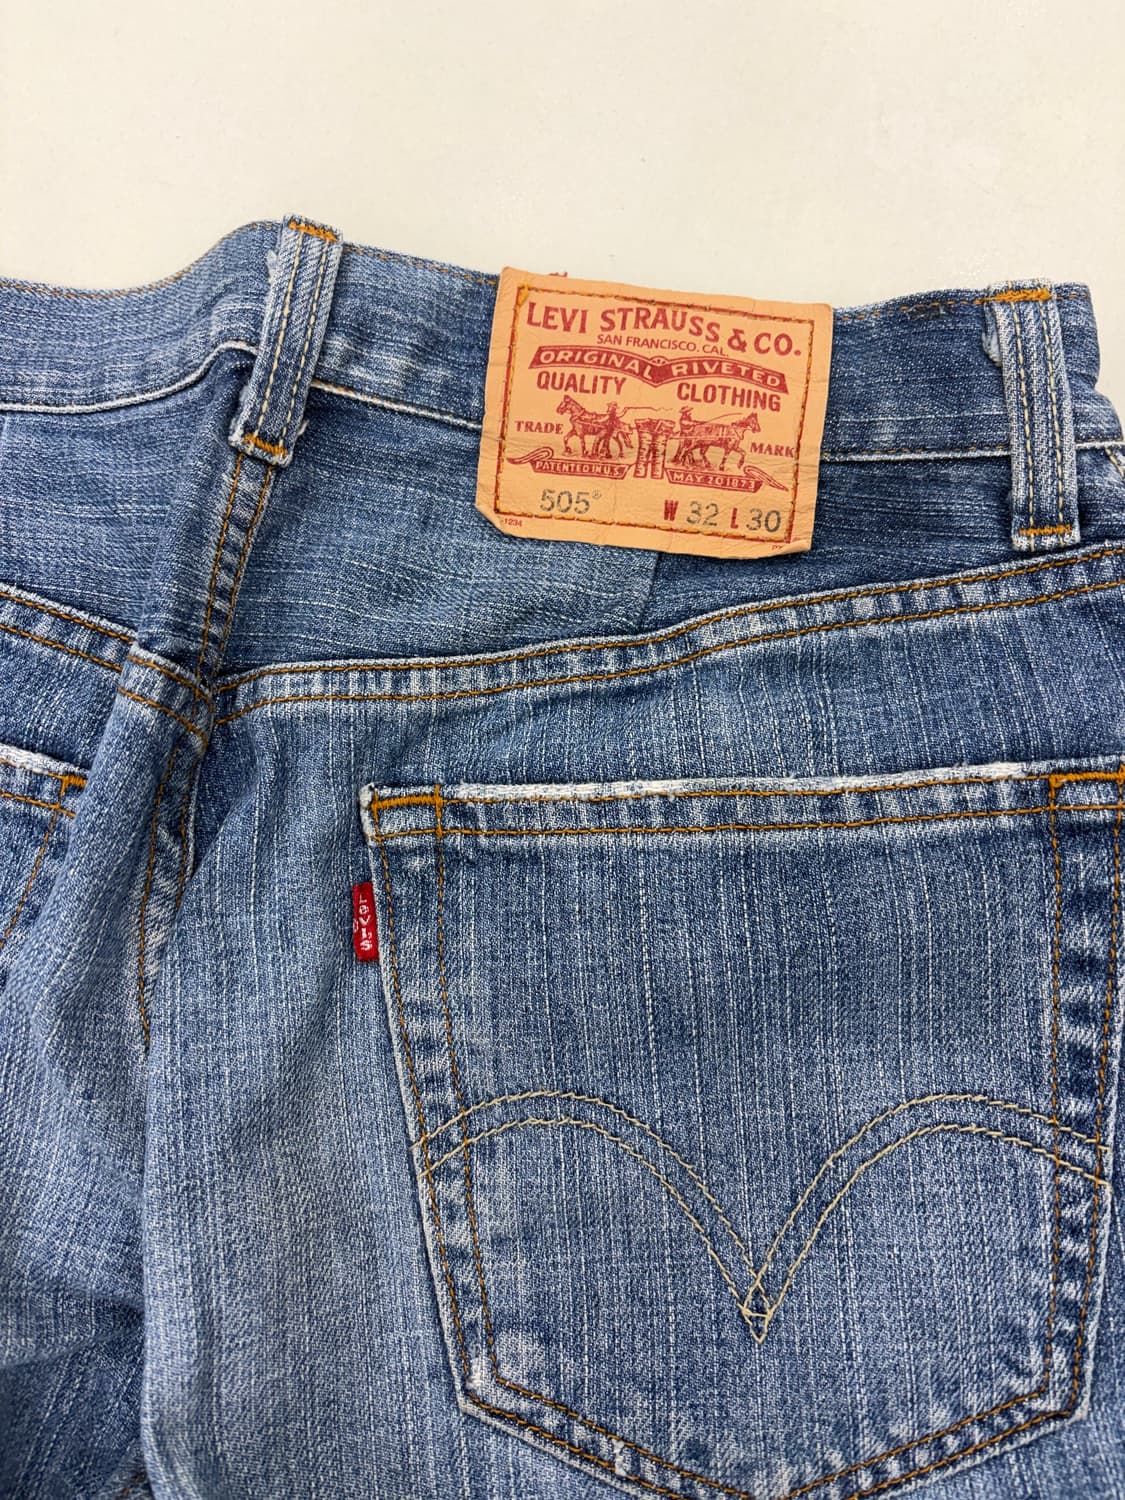 LEVI STRAUSS & CO.
SAN FRANCISCO. CAL.
ORIGINAL RIVETED
QUALITY CLOTHING
TRADE MARK
PATENTED IN U.S. MAY 20 1873
505® W 32 L 30
1234
LEVI'S